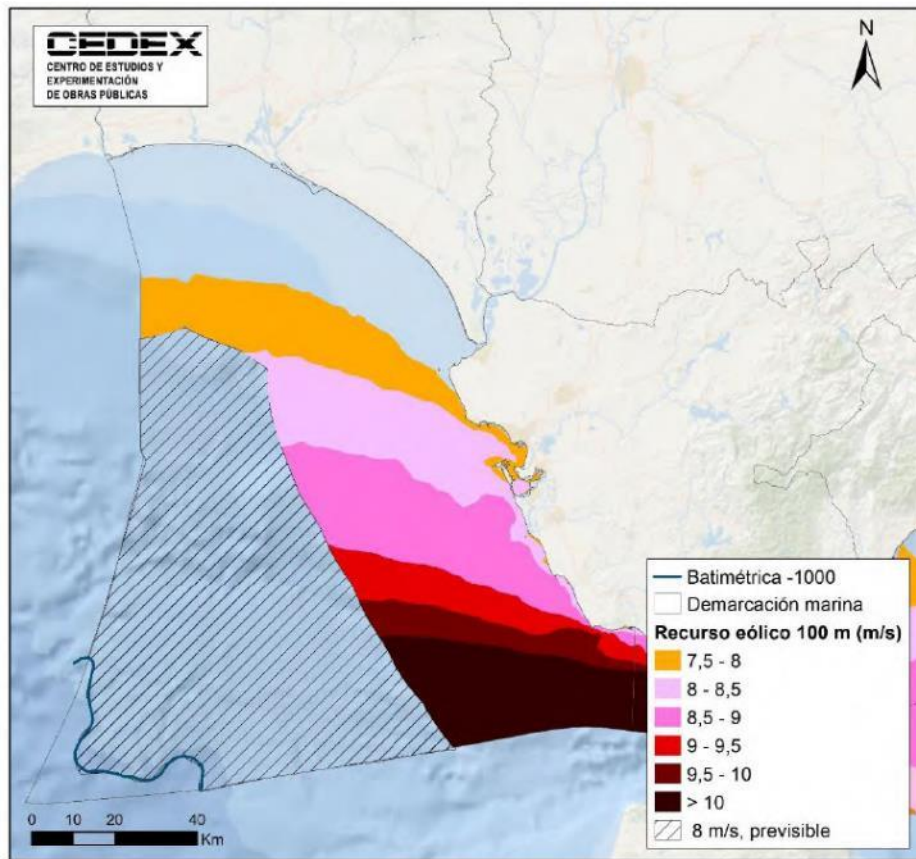 CEDEX
CENTRO DE ESTUDIOS Y
EXPERIMENTACIÓN
DE OBRAS PÚBLICAS
N
Batimétrica -1000
Demarcación marina
Recurso eólico 100 m (m/s)
7,5 - 8
8 - 8,5
8,5 - 9
9 - 9,5
9,5 - 10
> 10
8 m/s, previsible
0 10 20 40
Km